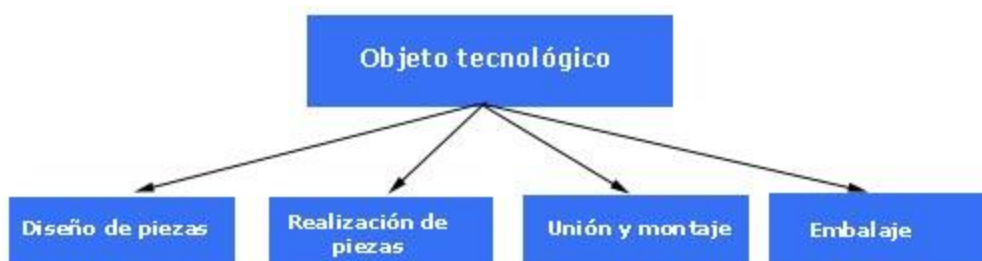 Objeto tecnológico
Diseño de piezas
Realización de
piezas
Unión y montaje
Embalaje